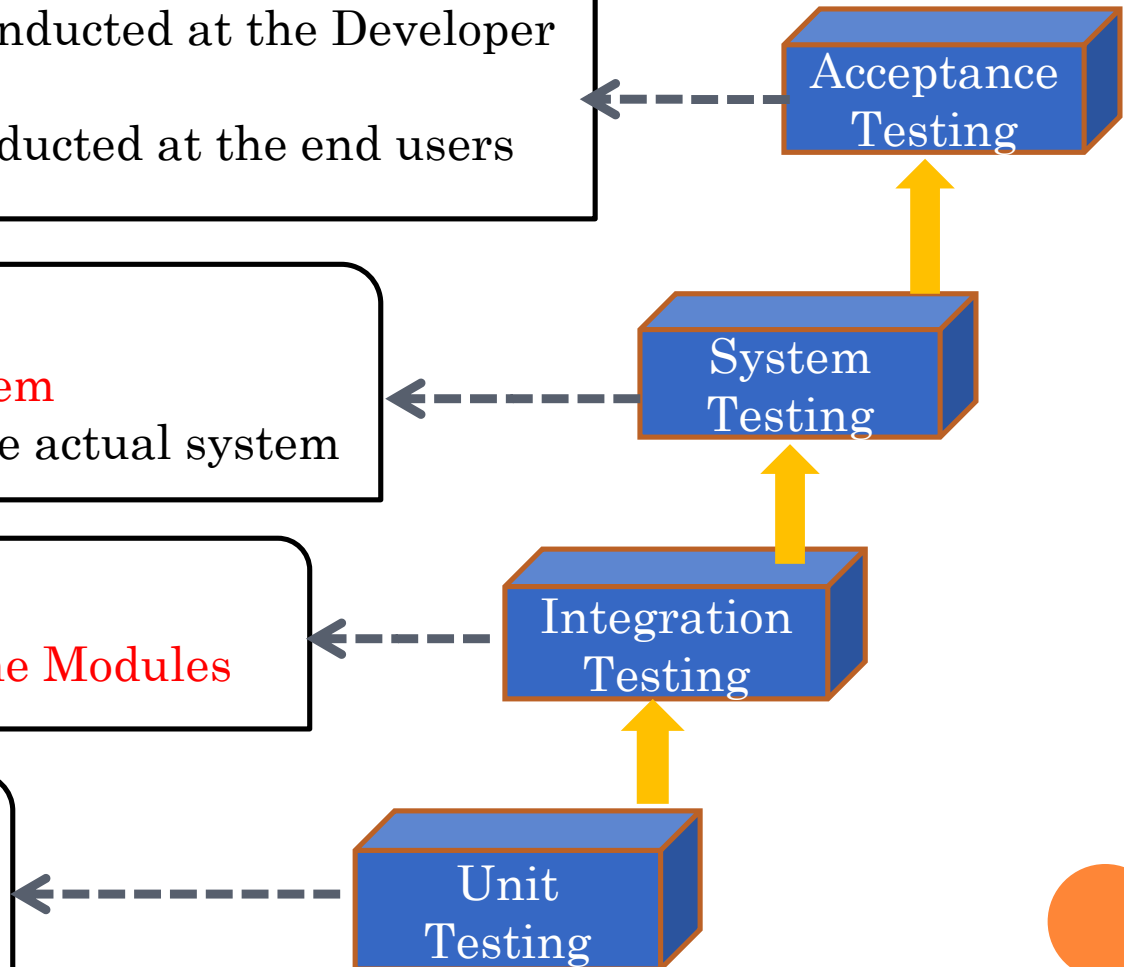 nducted at the Developer
Acceptance
Testing
ducted at the end users
System
Testing
em
e actual system
Integration
Testing
ne Modules
Unit
Testing